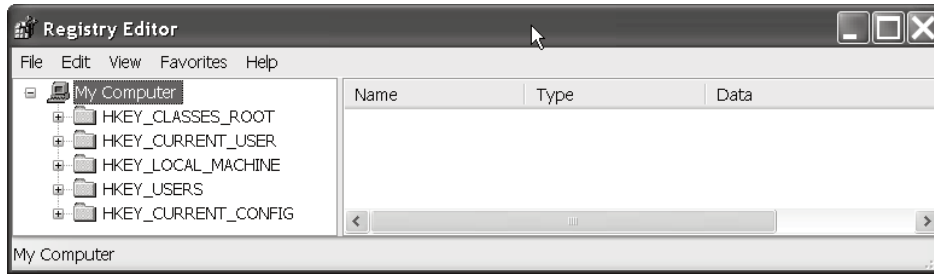 Registry Editor
File Edit View Favorites Help
My Computer
HKEY_CLASSES_ROOT
HKEY_CURRENT_USER
HKEY_LOCAL_MACHINE
HKEY_USERS
HKEY_CURRENT_CONFIG
Name Type Data
My Computer